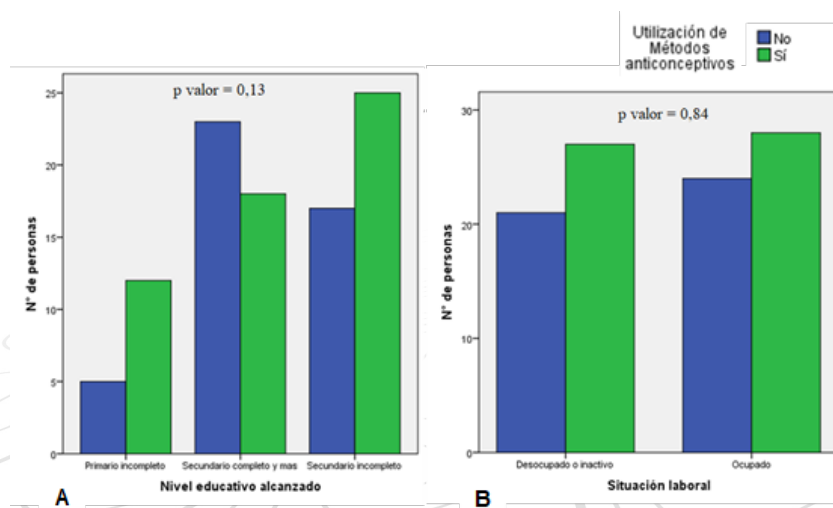 Utilización de
Métodos
anticonceptivos
No
Sí
p valor = 0,13
25
20
15
10
5
0
N° de personas
Primario incompleto
Secundario completo y mas
Secundario incompleto
Nivel educativo alcanzado
A
p valor = 0,84
30
20
10
0
N° de personas
Desocupado o inactivo
Ocupado
Situación laboral
B